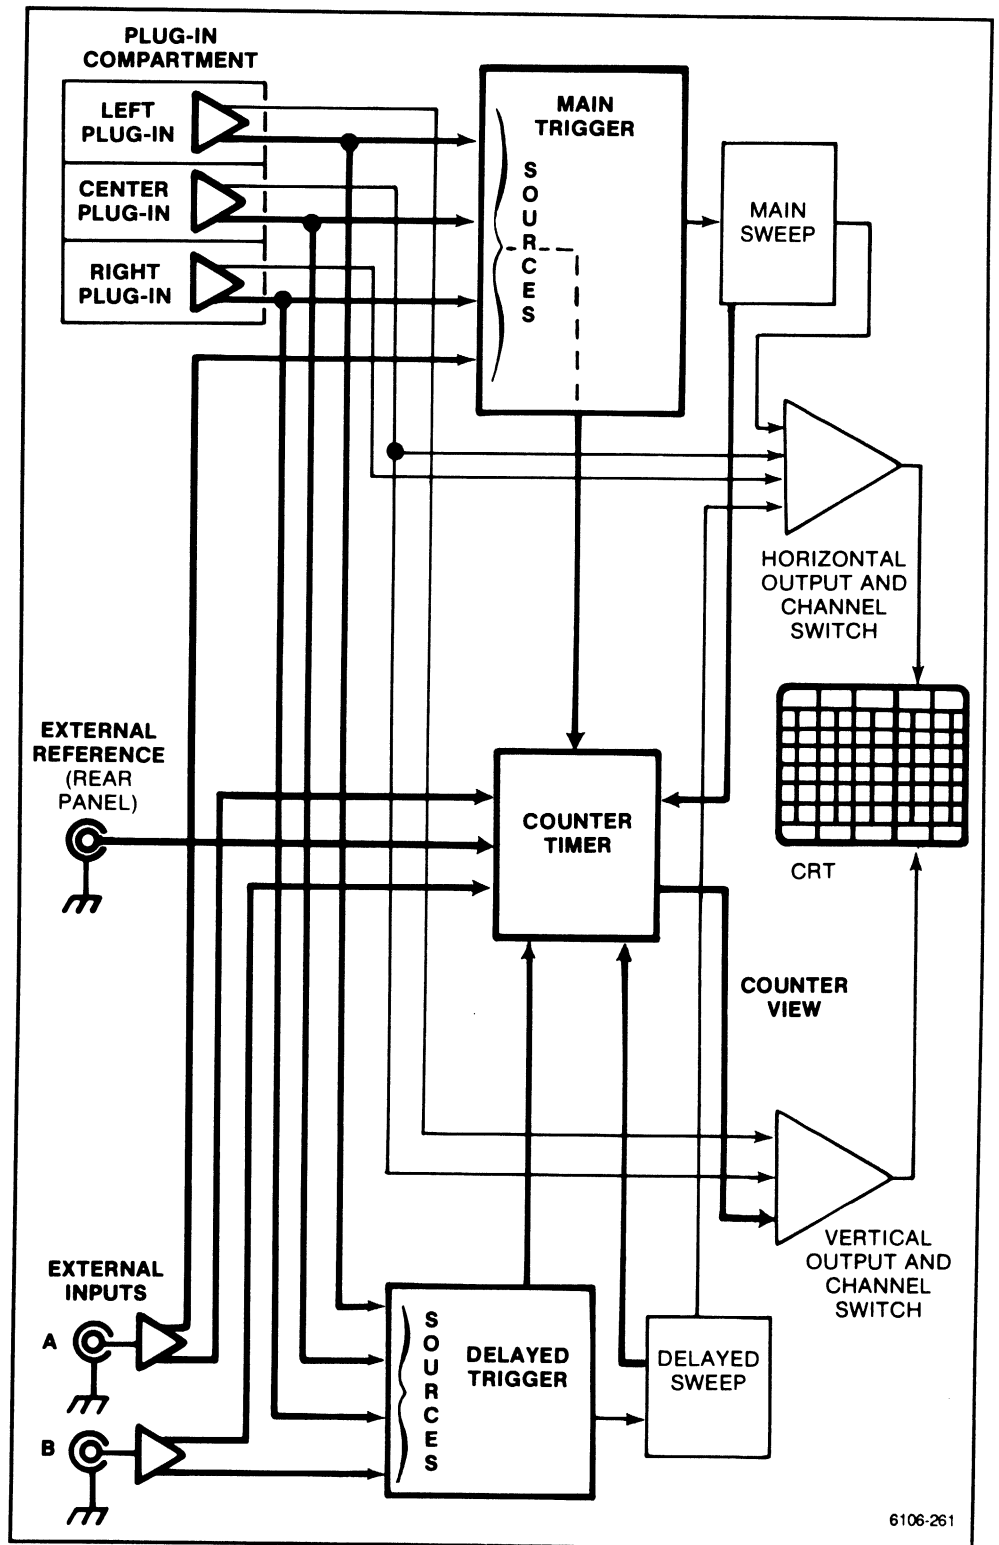 PLUG-IN
COMPARTMENT
LEFT
PLUG-IN
CENTER
PLUG-IN
RIGHT
PLUG-IN
MAIN
TRIGGER
SOURCES
MAIN
SWEEP
HORIZONTAL
OUTPUT AND
CHANNEL
SWITCH
EXTERNAL
REFERENCE
(REAR
PANEL)
COUNTER
TIMER
CRT
COUNTER
VIEW
VERTICAL
OUTPUT AND
CHANNEL
SWITCH
EXTERNAL
INPUTS
A
B
SOURCES
DELAYED
TRIGGER
DELAYED
SWEEP
6106-261